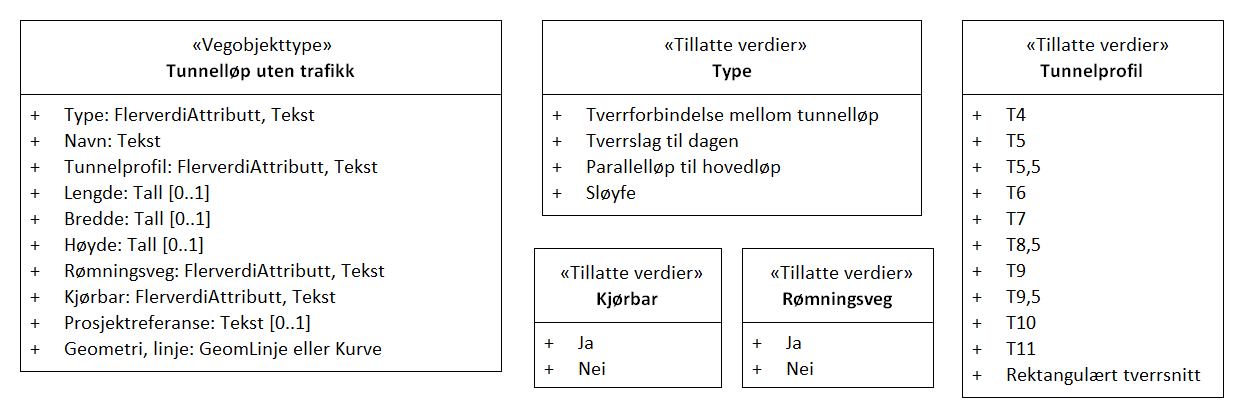 «Vegobjekttype»
Tunnelløp uten trafikk
+ Type: FlerverdiAttributt, Tekst
+ Navn: Tekst
+ Tunnelprofil: FlerverdiAttributt, Tekst
+ Lengde: Tall [0..1]
+ Bredde: Tall [0..1]
+ Høyde: Tall [0..1]
+ Rømningsveg: FlerverdiAttributt, Tekst
+ Kjørbar: FlerverdiAttributt, Tekst
+ Prosjektreferanse: Tekst [0..1]
+ Geometri, linje: GeomLinje eller Kurve
«Tillatte verdier»
Type
+ Tverrforbindelse mellom tunnelløp
+ Tverrslag til dagen
+ Parallelløp til hovedløp
+ Sløyfe
«Tillatte verdier»
Kjørbar
+ Ja
+ Nei
«Tillatte verdier»
Rømningsveg
+ Ja
+ Nei
«Tillatte verdier»
Tunnelprofil
+ T4
+ T5
+ T5,5
+ T6
+ T7
+ T8,5
+ T9
+ T9,5
+ T10
+ T11
+ Rektangulært tverrsnitt